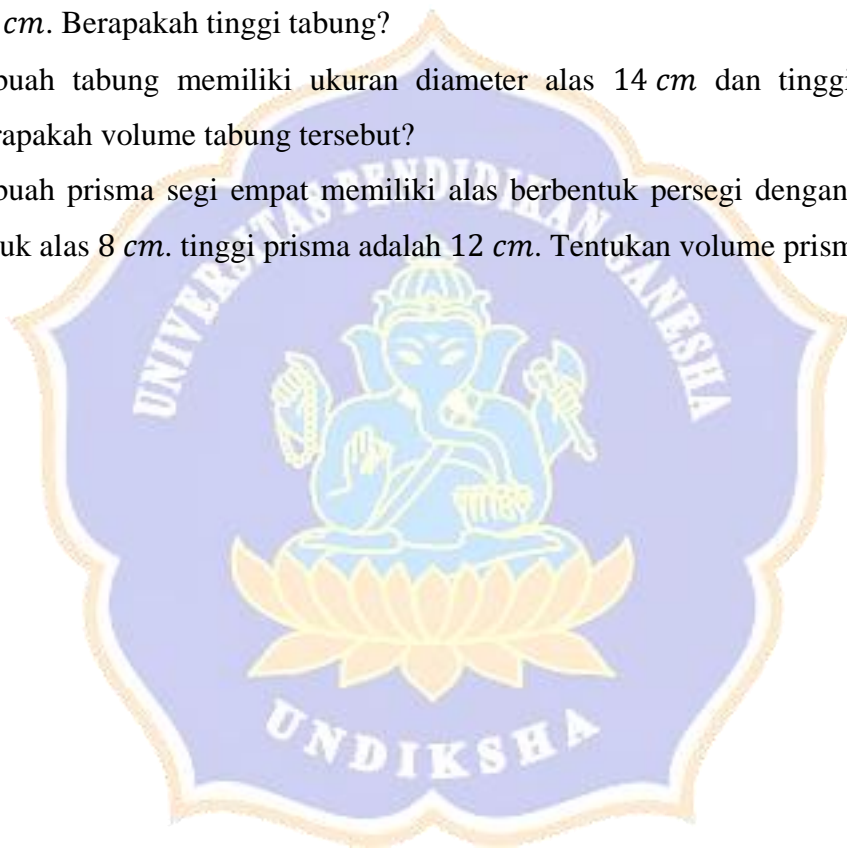 cm. Berapakah tinggi tabung?
buah tabung memiliki ukuran diameter alas 14 cm dan tinggi
rapakah volume tabung tersebut?
buah prisma segi empat memiliki alas berbentuk persegi dengan
uk alas 8 cm. tinggi prisma adalah 12 cm. Tentukan volume prism
UNIVERSITAS PENDIDIKAN GANESHA
UNDIKSHA